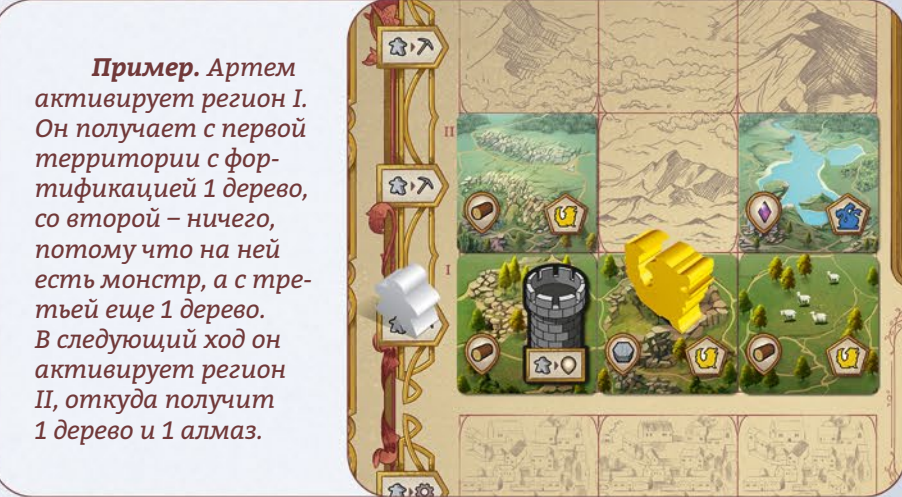 Пример. Артем
активирует регион I.
Он получает с первой
территории с фор-
тификацией 1 дерево,
со второй – ничего,
потому что на ней
есть монстр, а с тре-
тьей еще 1 дерево.
В следующий ход он
активирует регион
II, откуда получит
1 дерево и 1 алмаз.
II
I